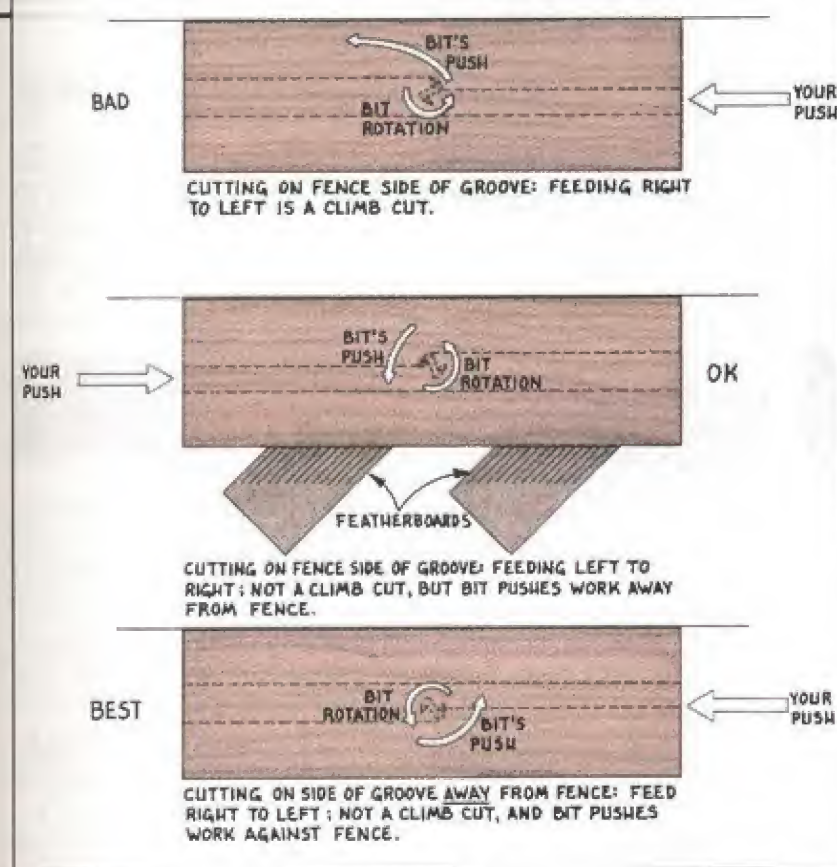 BAD
BIT'S
PUSH
BIT
ROTATION
YOUR
PUSH
CUTTING ON FENCE SIDE OF GROOVE: FEEDING RIGHT
TO LEFT IS A CLIMB CUT.
YOUR
PUSH
BIT'S
PUSH
BIT
ROTATION
OK
FEATHERBOARDS
CUTTING ON FENCE SIDE OF GROOVE: FEEDING LEFT TO
RIGHT; NOT A CLIMB CUT, BUT BIT PUSHES WORK AWAY
FROM FENCE.
BEST
BIT
ROTATION
BIT'S
PUSH
YOUR
PUSH
CUTTING ON SIDE OF GROOVE AWAY FROM FENCE: FEED
RIGHT TO LEFT; NOT A CLIMB CUT, AND BIT PUSHES
WORK AGAINST FENCE.